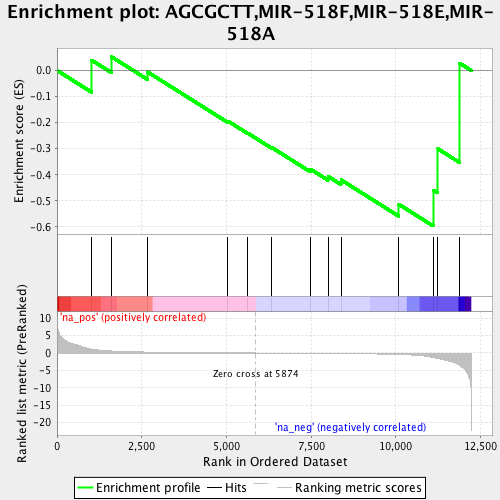 Enrichment plot: AGCGCTT,MIR-518F,MIR-518E,MIR-
518A
Enrichment score (ES)
0.0
-0.1
-0.2
-0.3
-0.4
-0.5
-0.6
'na_pos' (positively correlated)
Ranked list metric (PreRanked)
10
5
0
-5
-10
-15
-20
Zero cross at 5874
'na_neg' (negatively correlated)
0
2,500
5,000
7,500
10,000
12,500
Rank in Ordered Dataset
Enrichment profile
Hits
Ranking metric scores